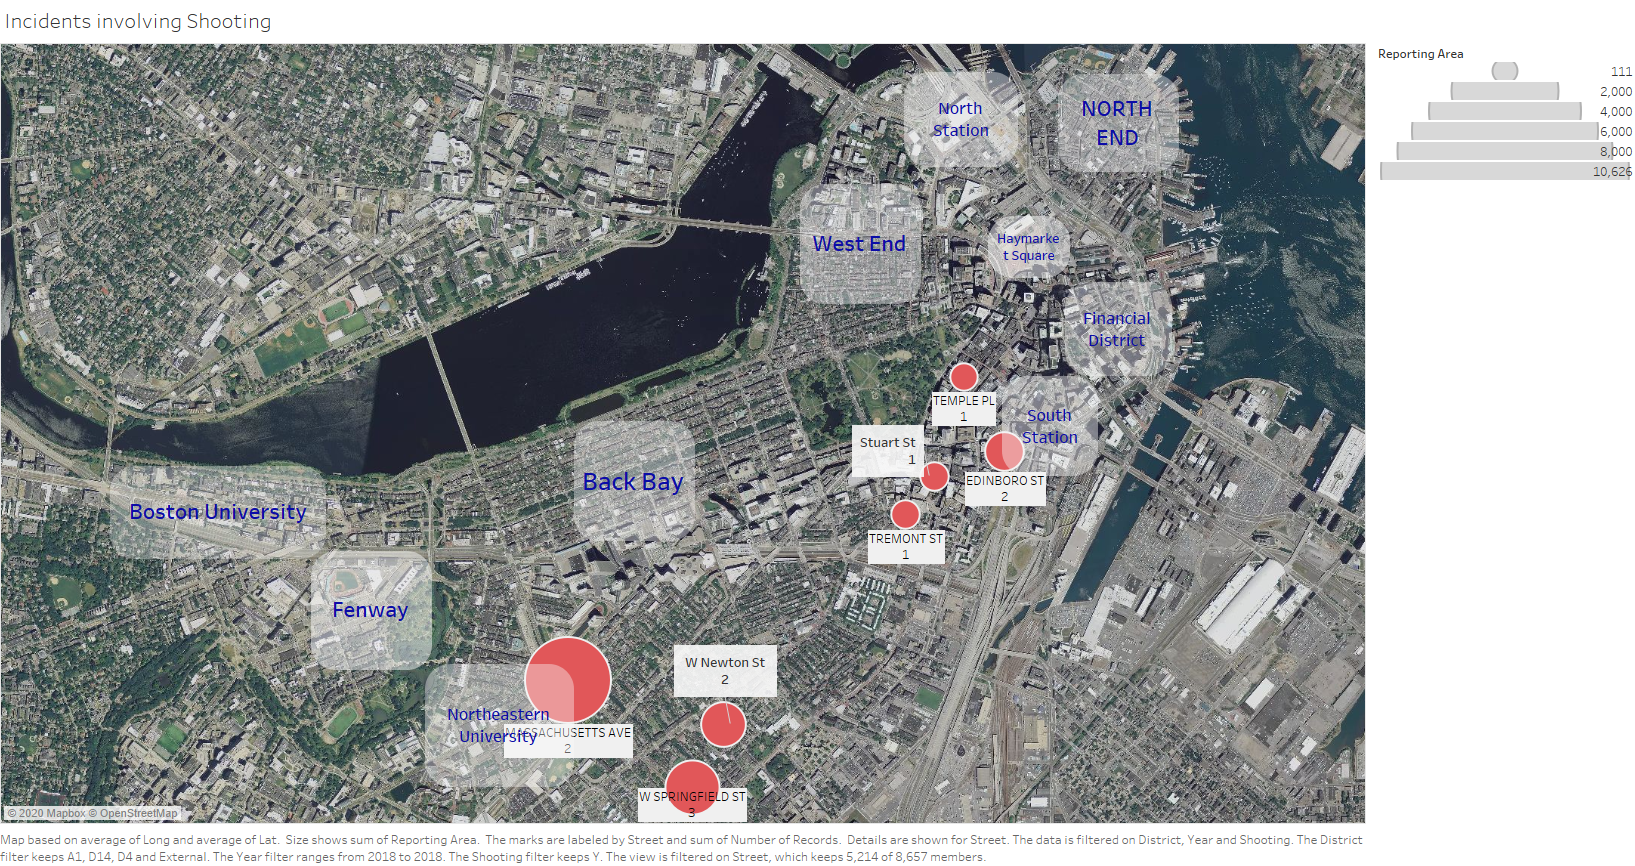 Incidents involving Shooting
Reporting Area
111
2,000
4,000
6,000
8,000
10,626
North
Station
NORTH
END
West End
Haymarke
t Square
Financial
District
TEMPLE PL
1
South
Station
Stuart St
1
EDINBORO ST
2
Back Bay
Boston University
TREMONT ST
1
Fenway
W Newton St
2
Northeastern
University
MASSACHUSETTS AVE
2
W SPRINGFIELD ST
3
© 2020 Mapbox © OpenStreetMap
Map based on average of Long and average of Lat.  Size shows sum of Reporting Area.  The marks are labeled by Street and sum of Number of Records.  Details are shown for Street. The data is filtered on District, Year and Shooting. The District
filter keeps A1, D14, D4 and External. The Year filter ranges from 2018 to 2018. The Shooting filter keeps Y. The view is filtered on Street, which keeps 5,214 of 8,657 members.